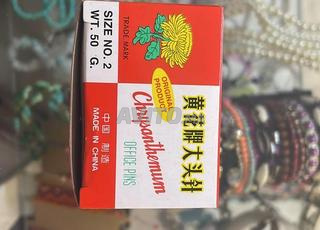 TRADE MARK
SIZE NO. 2
WT. 50 G.
ORIGINAL
PRODUCT
黄花牌大头针
Chrysanthemum
OFFICE PINS
中国 制造
MADE IN CHINA